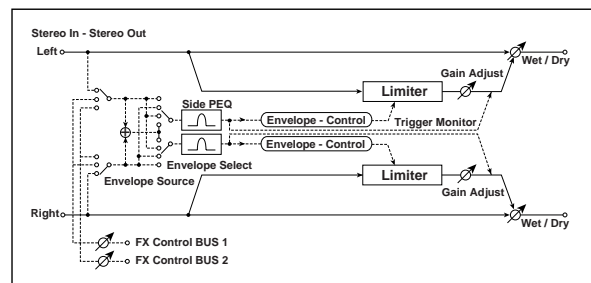 Stereo In - Stereo Out
Left
Wet / Dry
Limiter
Gain Adjust
Side PEQ
Envelope - Control
Trigger Monitor
Envelope - Control
Envelope Select
Envelope Source
Limiter
Gain Adjust
Right
Wet / Dry
FX Control BUS 1
FX Control BUS 2